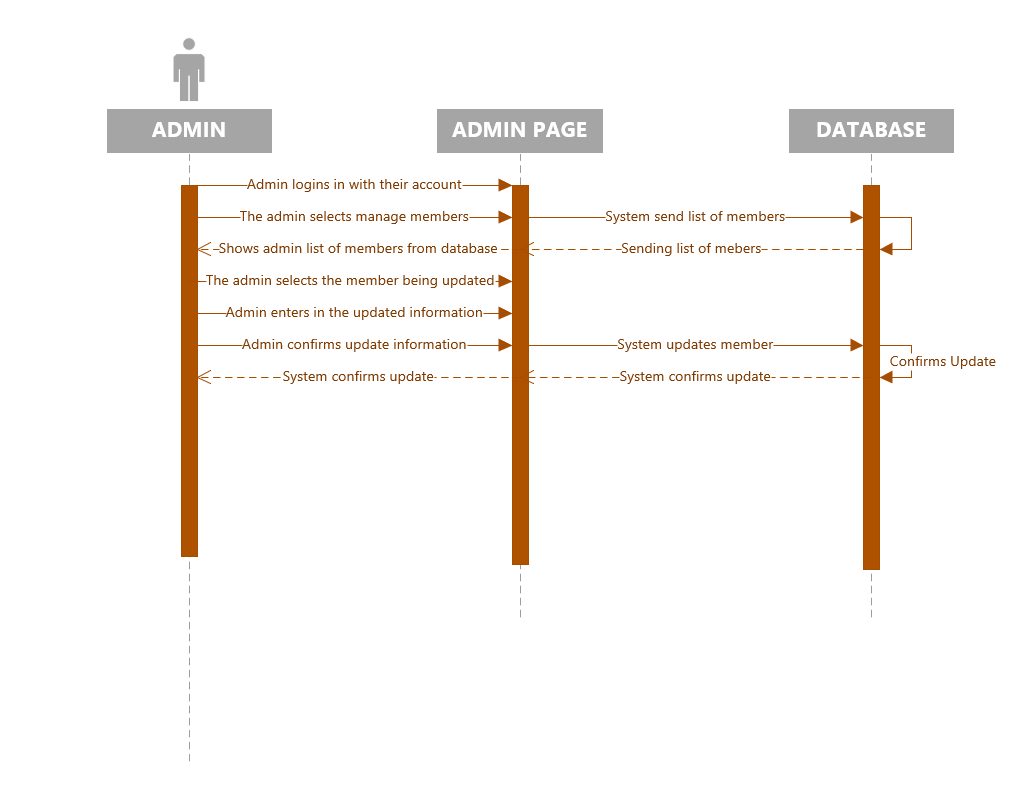 ADMIN
ADMIN PAGE
DATABASE
Admin logins in with their account
The admin selects manage members
System send list of members
Shows admin list of members from database
Sending list of mebers
The admin selects the member being updated
Admin enters in the updated information
Admin confirms update information
System updates member
Confirms Update
System confirms update
System confirms update